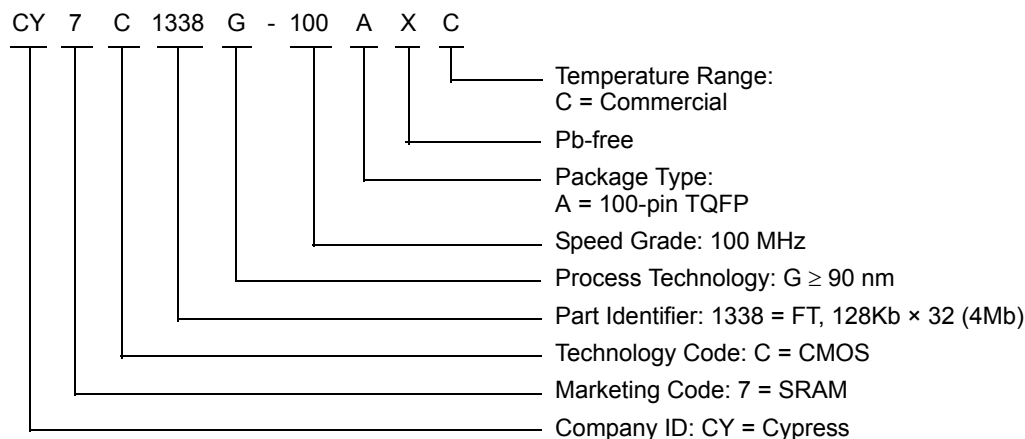 CY 7 C 1338 G - 100 A X C
Temperature Range:
C = Commercial
Pb-free
Package Type:
A = 100-pin TQFP
Speed Grade: 100 MHz
Process Technology: G ≥ 90 nm
Part Identifier: 1338 = FT, 128Kb × 32 (4Mb)
Technology Code: C = CMOS
Marketing Code: 7 = SRAM
Company ID: CY = Cypress